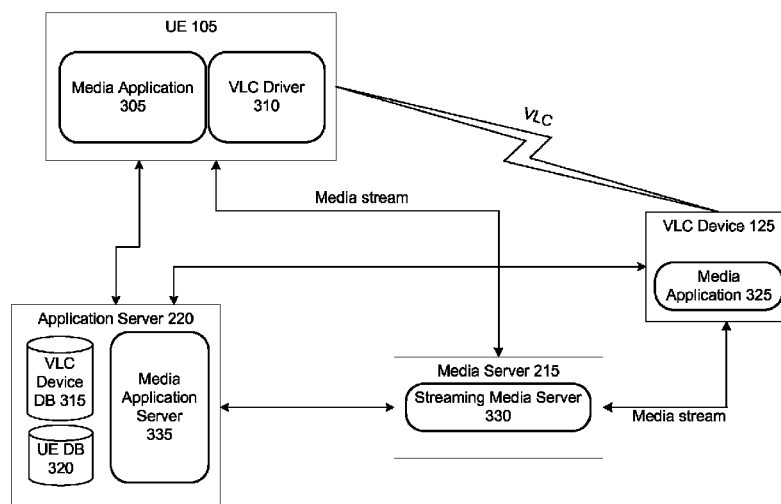 UE 105
Media Application
305
VLC Driver
310
VLC
Media stream
VLC Device 125
Media
Application 325
Application Server 220
VLC
Device
DB 315
UE DB
320
Media
Application
Server
335
Media Server 215
Streaming Media Server
330
Media stream